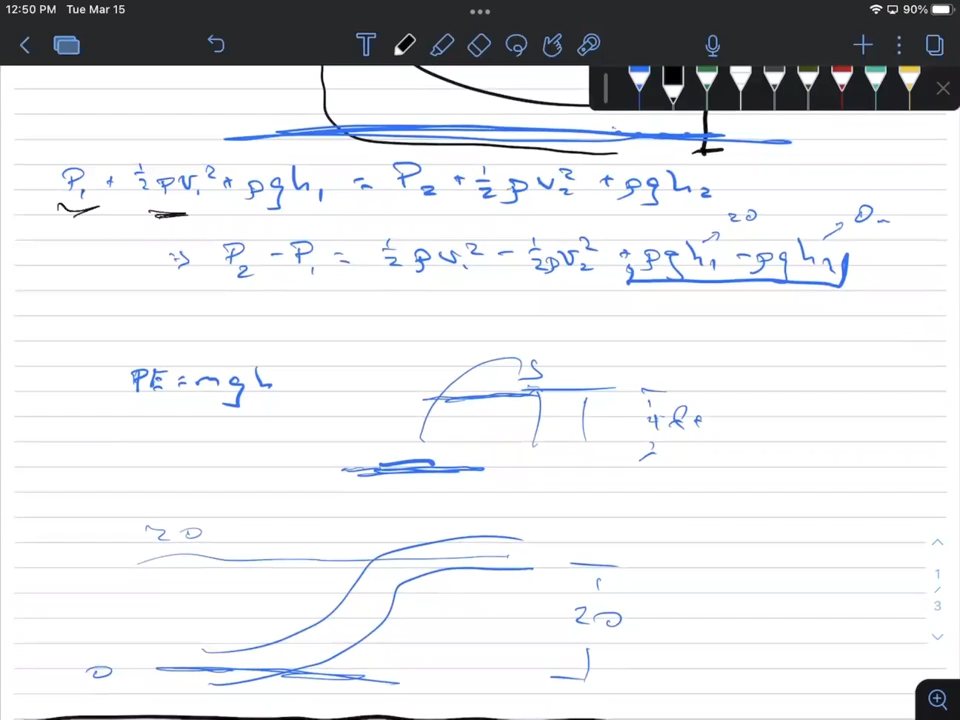 12:50 PM Tue Mar 15
90%
T
P₁ + ½ρv₁² + ρgh₁ = P₂ + ½ρv₂² + ρgh₂
20
0
⇒ P₂ - P₁ = ½ρv₁² - ½ρv₂² + ρgh₁ - ρgh₂
PE = mgh
4 ft
20
1
/
3
20
0